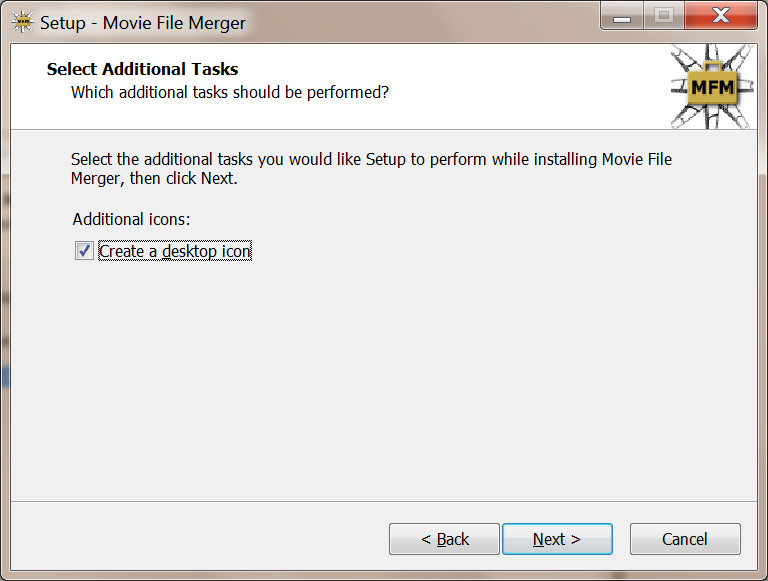 MFM Setup - Movie File Merger
Select Additional Tasks
Which additional tasks should be performed?
MFM
Select the additional tasks you would like Setup to perform while installing Movie File
Merger, then click Next.
Additional icons:
Create a desktop icon
< Back Next > Cancel